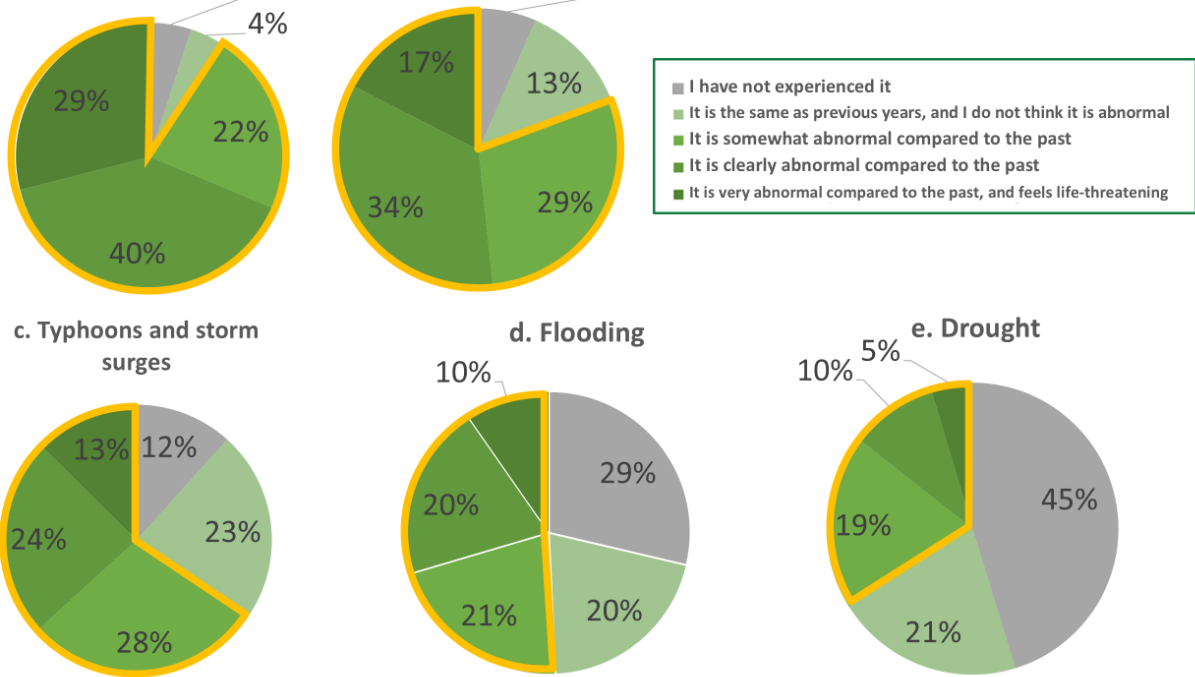 4%
29%
22%
40%
17%
13%
34%
29%
I have not experienced it
It is the same as previous years, and I do not think it is abnormal
It is somewhat abnormal compared to the past
It is clearly abnormal compared to the past
It is very abnormal compared to the past, and feels life-threatening
c. Typhoons and storm
surges
13%
12%
24%
23%
28%
d. Flooding
10%
29%
20%
21%
20%
e. Drought
5%
10%
45%
19%
21%